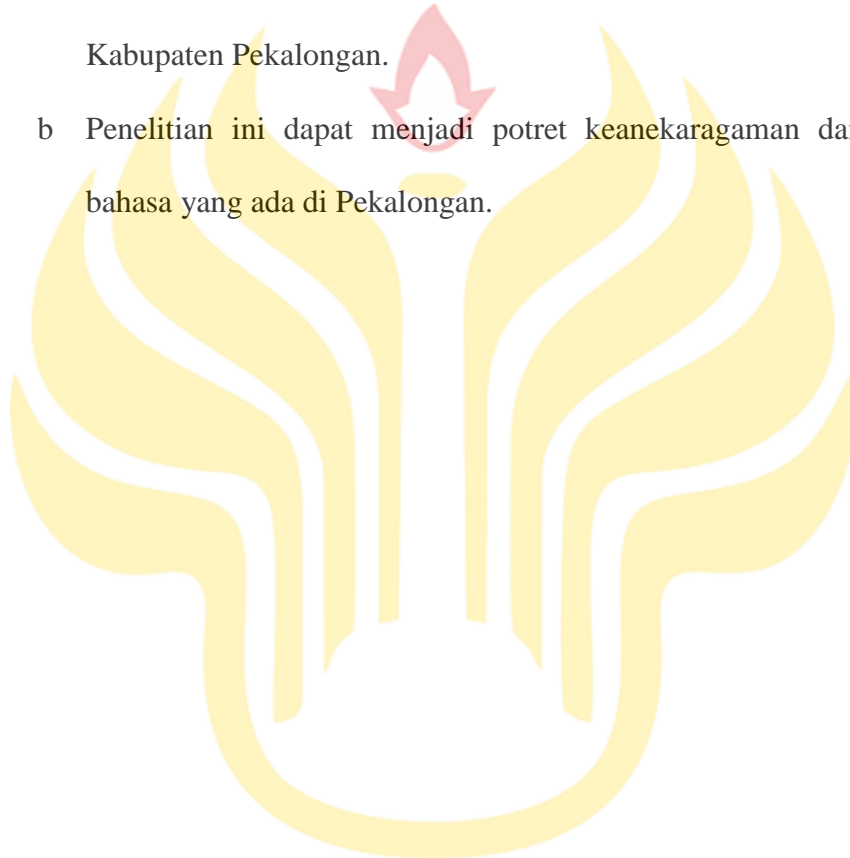 Kabupaten Pekalongan.
b Penelitian ini dapat menjadi potret keanekaragaman
bahasa yang ada di Pekalongan.